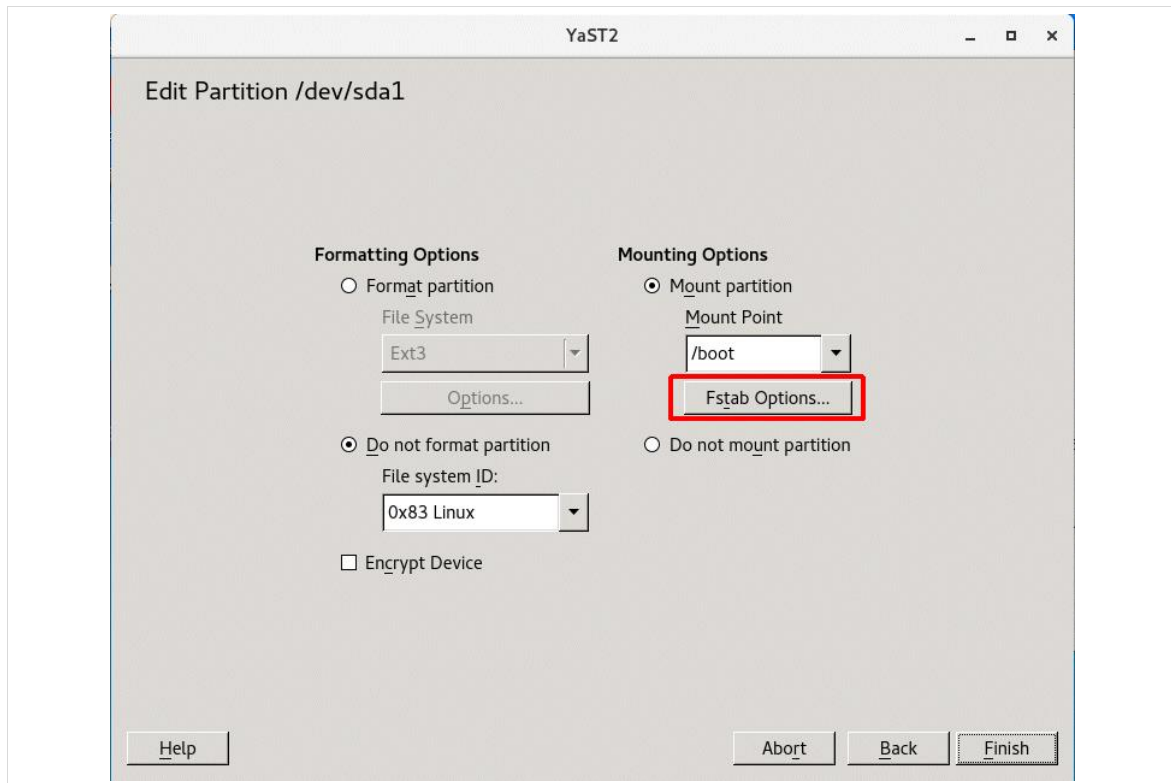 YaST2
Edit Partition /dev/sda1
Formatting Options
Format partition
File System
Ext3
Options...
Do not format partition
File system ID:
0x83 Linux
Encrypt Device
Mounting Options
Mount partition
Mount Point
/boot
Fstab Options...
Do not mount partition
Help
Abort
Back
Finish